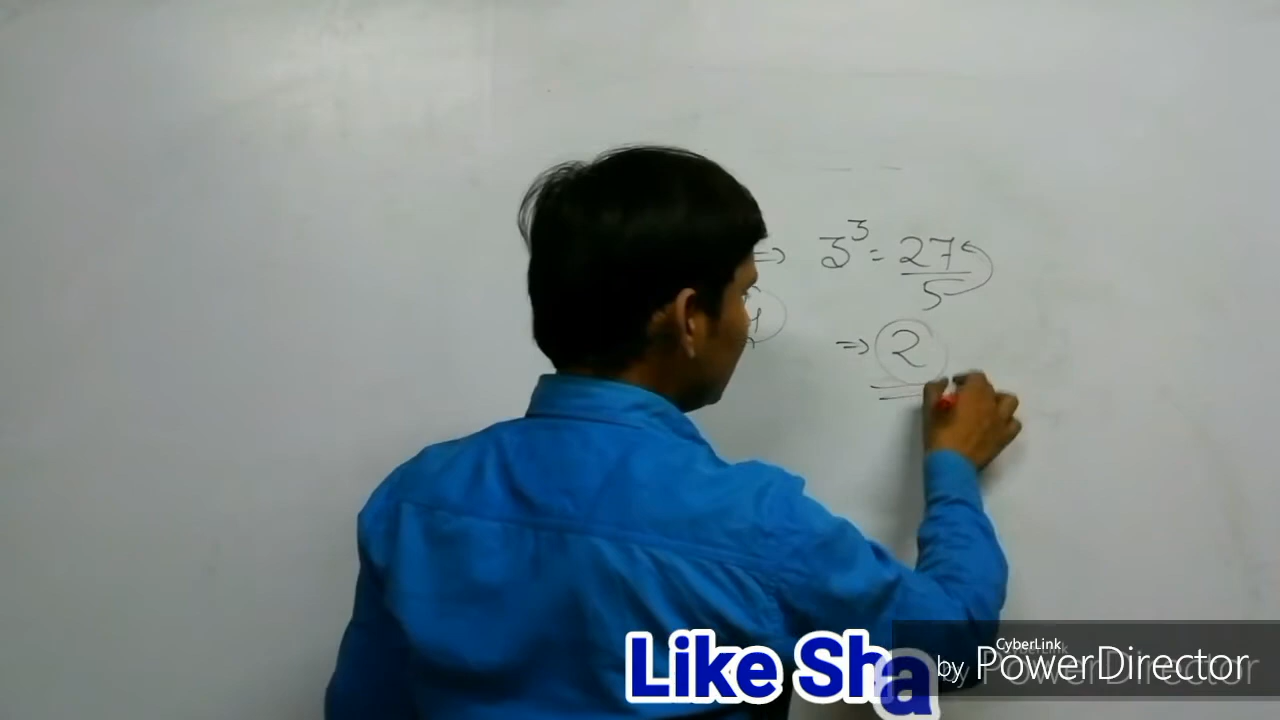 ⇒ 3³ = 27
5
⇒ 2
Like Sha
CyberLink
by PowerDirector